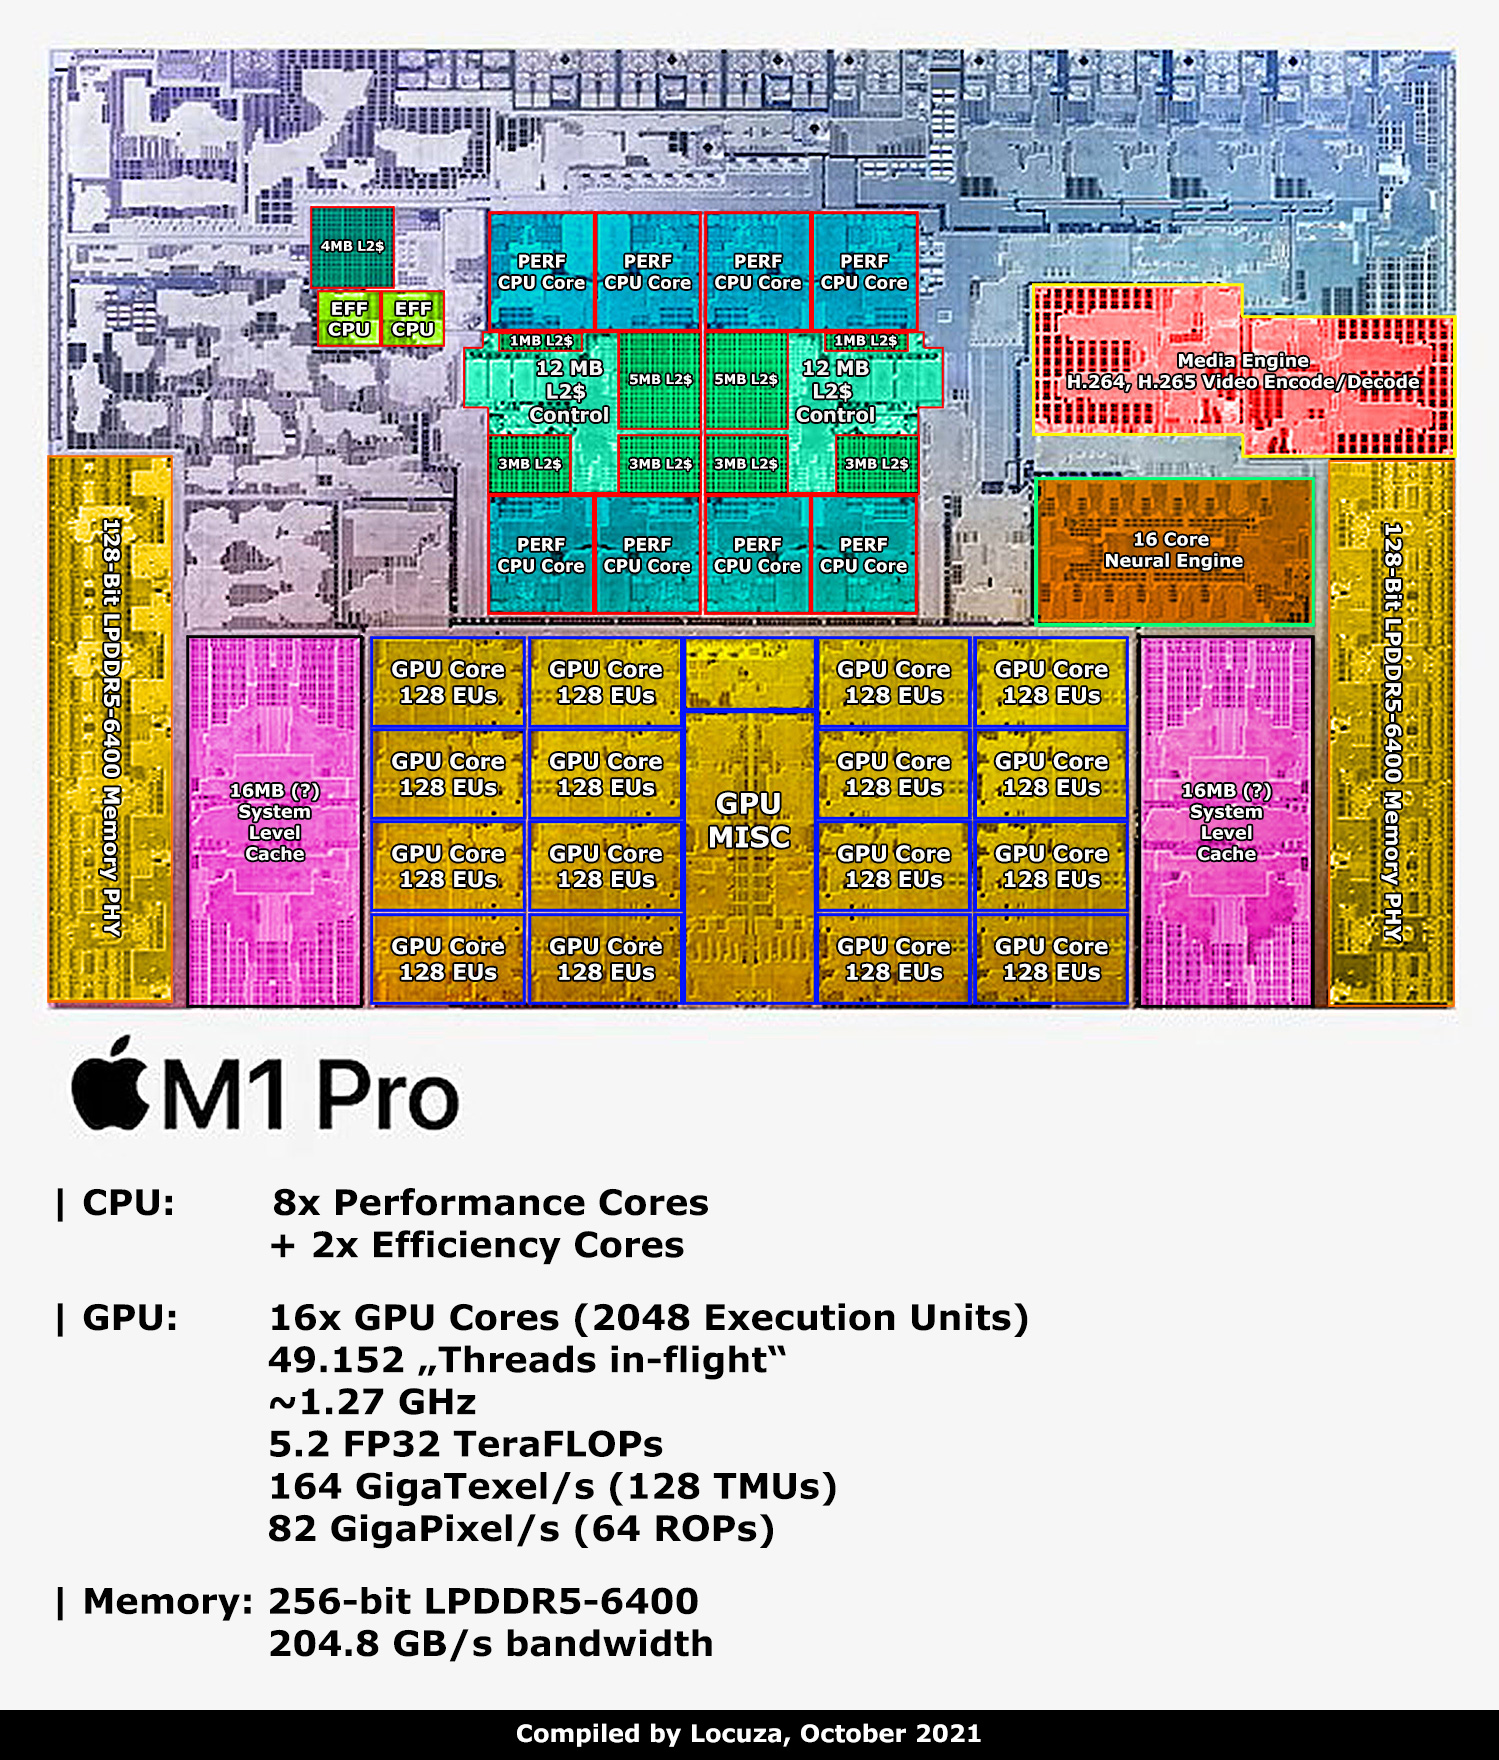 4MB L2$
EFF CPU
EFF CPU
PERF CPU Core
PERF CPU Core
PERF CPU Core
PERF CPU Core
1MB L2$
1MB L2$
12 MB L2$ Control
5MB L2$
5MB L2$
12 MB L2$ Control
3MB L2$
3MB L2$
3MB L2$
3MB L2$
PERF CPU Core
PERF CPU Core
PERF CPU Core
PERF CPU Core
Media Engine
H.264, H.265 Video Encode/Decode
16 Core
Neural Engine
128-Bit LPDDR5-6400 Memory PHY
128-Bit LPDDR5-6400 Memory PHY
16MB (?)
System
Level
Cache
GPU Core 128 EUs
GPU Core 128 EUs
GPU Core 128 EUs
GPU Core 128 EUs
GPU Core 128 EUs
GPU Core 128 EUs
GPU Core 128 EUs
GPU Core 128 EUs
GPU MISC
GPU Core 128 EUs
GPU Core 128 EUs
GPU Core 128 EUs
GPU Core 128 EUs
GPU Core 128 EUs
GPU Core 128 EUs
GPU Core 128 EUs
GPU Core 128 EUs
16MB (?)
System
Level
Cache
M1 Pro
| CPU: 8x Performance Cores
+ 2x Efficiency Cores
| GPU: 16x GPU Cores (2048 Execution Units)
49.152 „Threads in-flight‟
~1.27 GHz
5.2 FP32 TeraFLOPs
164 GigaTexel/s (128 TMUs)
82 GigaPixel/s (64 ROPs)
| Memory: 256-bit LPDDR5-6400
204.8 GB/s bandwidth
Compiled by Locuza, October 2021